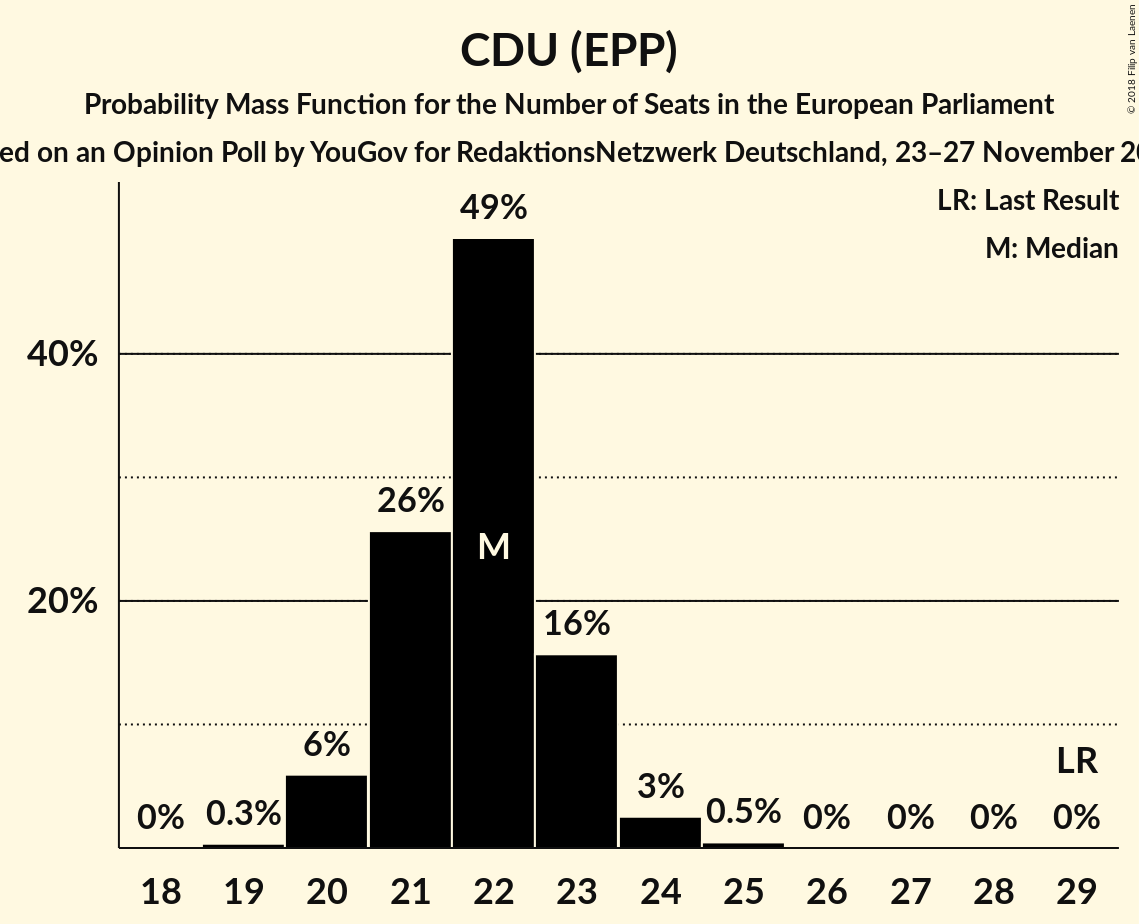 © 2018 Filip van Laenen
CDU (EPP)
Probability Mass Function for the Number of Seats in the European Parliament
ed on an Opinion Poll by YouGov for RedaktionsNetzwerk Deutschland, 23–27 November 20
LR: Last Result
M: Median
49%
40%
26%
M
20%
16%
6%
LR
3%
0% 0.3% 0.5% 0% 0% 0% 0%
18 19 20 21 22 23 24 25 26 27 28 29